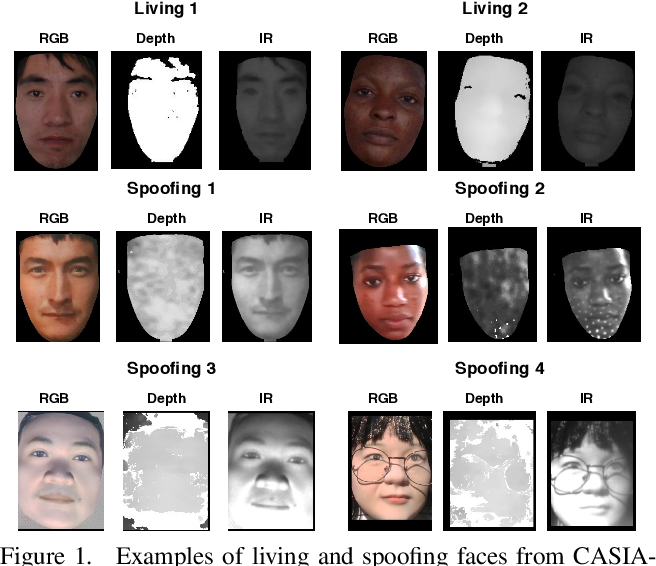 Living 1 Living 2
RGB Depth IR RGB Depth IR
Spoofing 1 Spoofing 2
RGB Depth IR RGB Depth IR
Spoofing 3 Spoofing 4
RGB Depth IR RGB Depth IR
Figure 1. Examples of living and spoofing faces from CASIA-